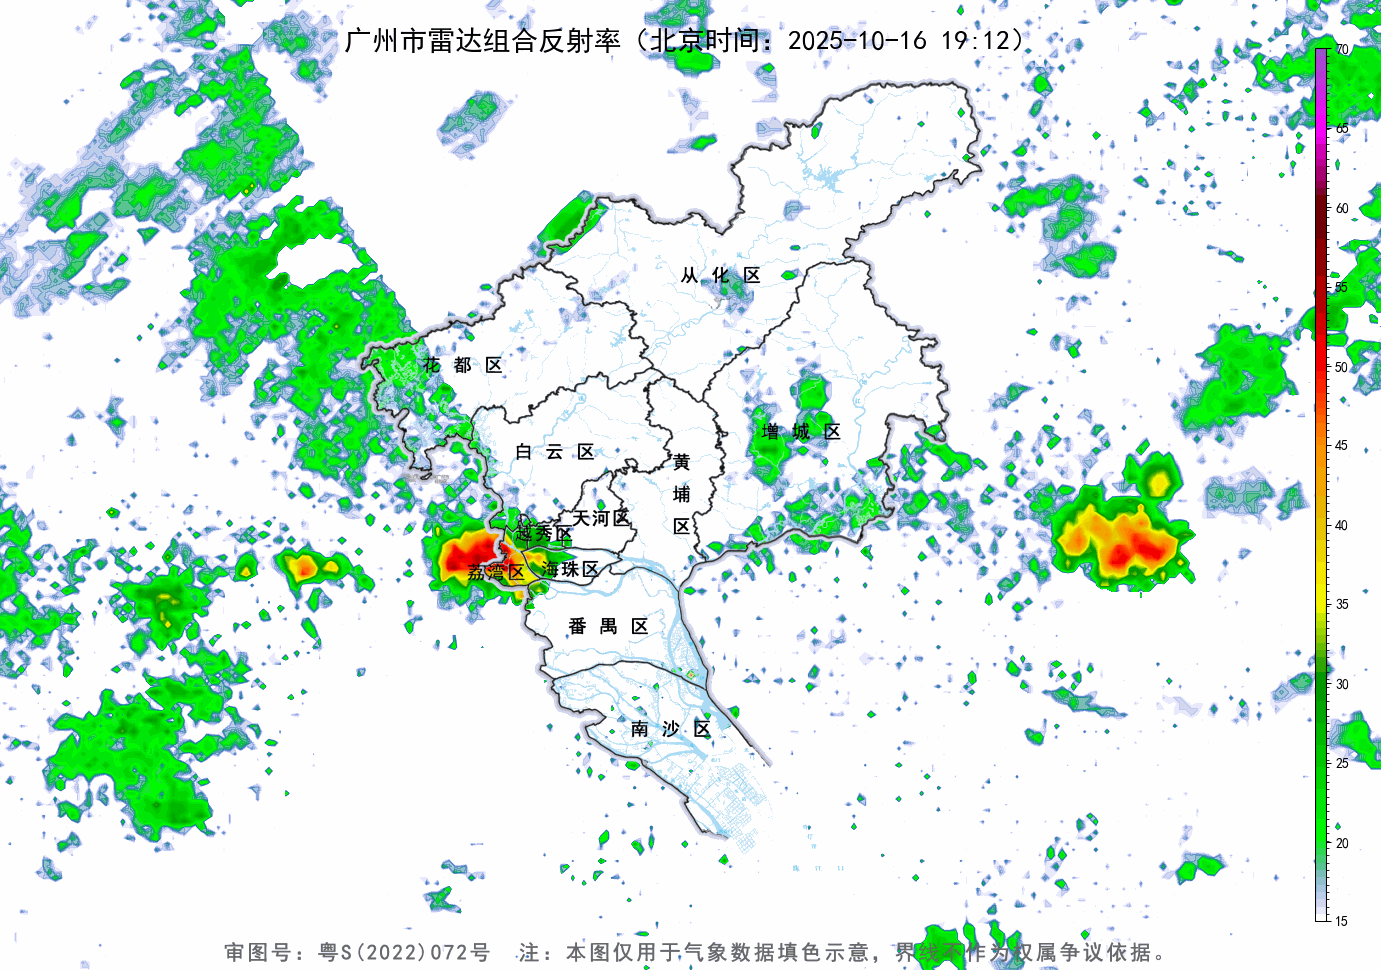 广州市雷达组合反射率（北京时间：2025-10-16 19:12）
70
65
60
55
50
45
40
35
30
25
20
15
从化区
花都区
增城区
白云区
黄埔区
天河区
越秀区
海珠区
荔湾区
番禺区
南沙区
审图号：粤S(2022)072号 注：本图仅用于气象数据填色示意，界线不作为权属争议依据。